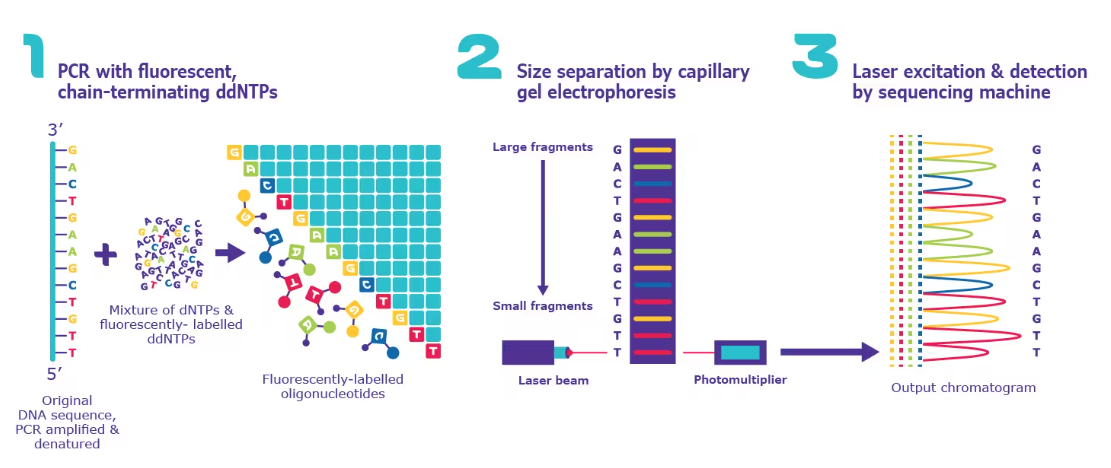 1
PCR with fluorescent,
chain-terminating ddNTPs
3’
G
A
C
T
G
A
A
G
C
T
G
T
T
5’
Original
DNA sequence,
PCR amplified &
denatured
Mixture of dNTPs &
fluorescently- labelled
ddNTPs
G
A
C
T
G
A
A
G
C
T
G
T
T
G
C
A
T
T
G
A
C
Fluorescently-labelled
oligonucleotides
2
Size separation by capillary
gel electrophoresis
Large fragments
Small fragments
G
A
C
T
G
A
A
G
C
T
G
T
T
Laser beam
Photomultiplier
3
Laser excitation & detection
by sequencing machine
G
A
C
T
G
A
A
G
C
T
G
T
T
Output chromatogram